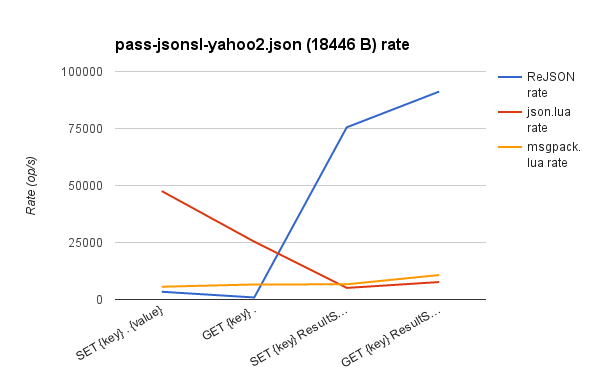 pass-jsonsl-yahoo2.json (18446 B) rate
Rate (op/s)
100000
75000
50000
25000
0
SET {key} . {value}
GET {key} .
SET {key} ResultS...
GET {key} ResultS...
ReJSON
rate
json.lua
rate
msgpack.
lua rate